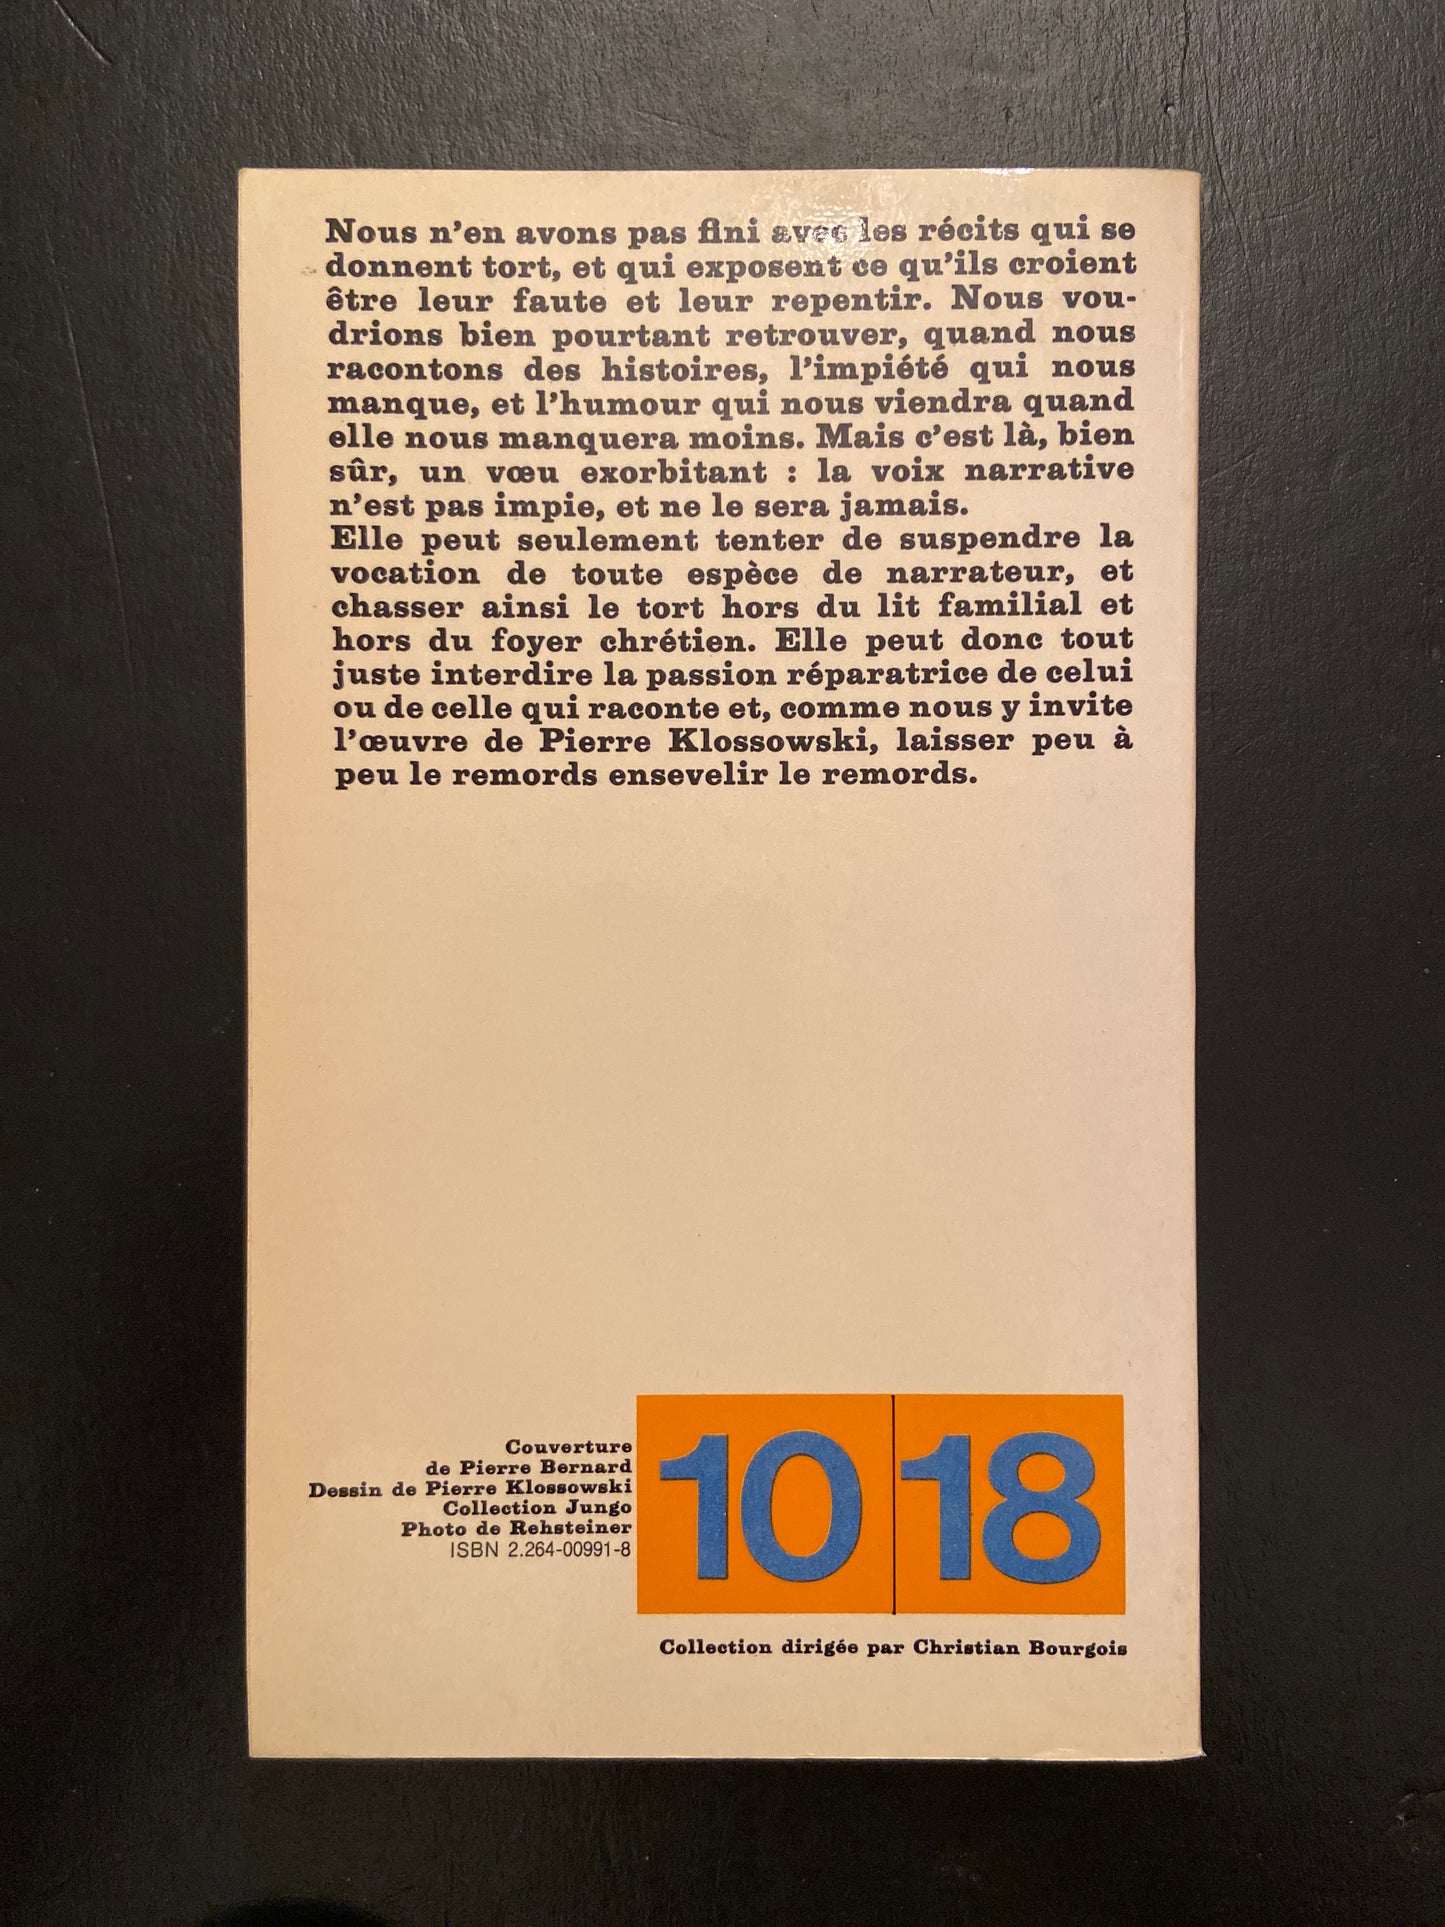 Nous n'en avons pas fini avec les récits qui se
donnent tort, et qui exposent ce qu'ils croient
être leur faute et leur repentir. Nous vou-
drions bien pourtant retrouver, quand nous
racontons des histoires, l'impiété qui nous
manque, et l'humour qui nous viendra quand
elle nous manquera moins. Mais c'est là, bien
sûr, un vœu exorbitant : la voix narrative
n'est pas impie, et ne le sera jamais.
Elle peut seulement tenter de suspendre la
vocation de toute espèce de narrateur, et
chasser ainsi le tort hors du lit familial et
hors du foyer chrétien. Elle peut donc tout
juste interdire la passion réparatrice de celui
ou de celle qui raconte et, comme nous y invite
l'œuvre de Pierre Klossowski, laisser peu à
peu le remords ensevelir le remords.
Couverture
de Pierre Bernard
Dessin de Pierre Klossowski
Collection Jungo
Photo de Rehsteiner
ISBN 2.264-00991-8
10 18
Collection dirigée par Christian Bourgois